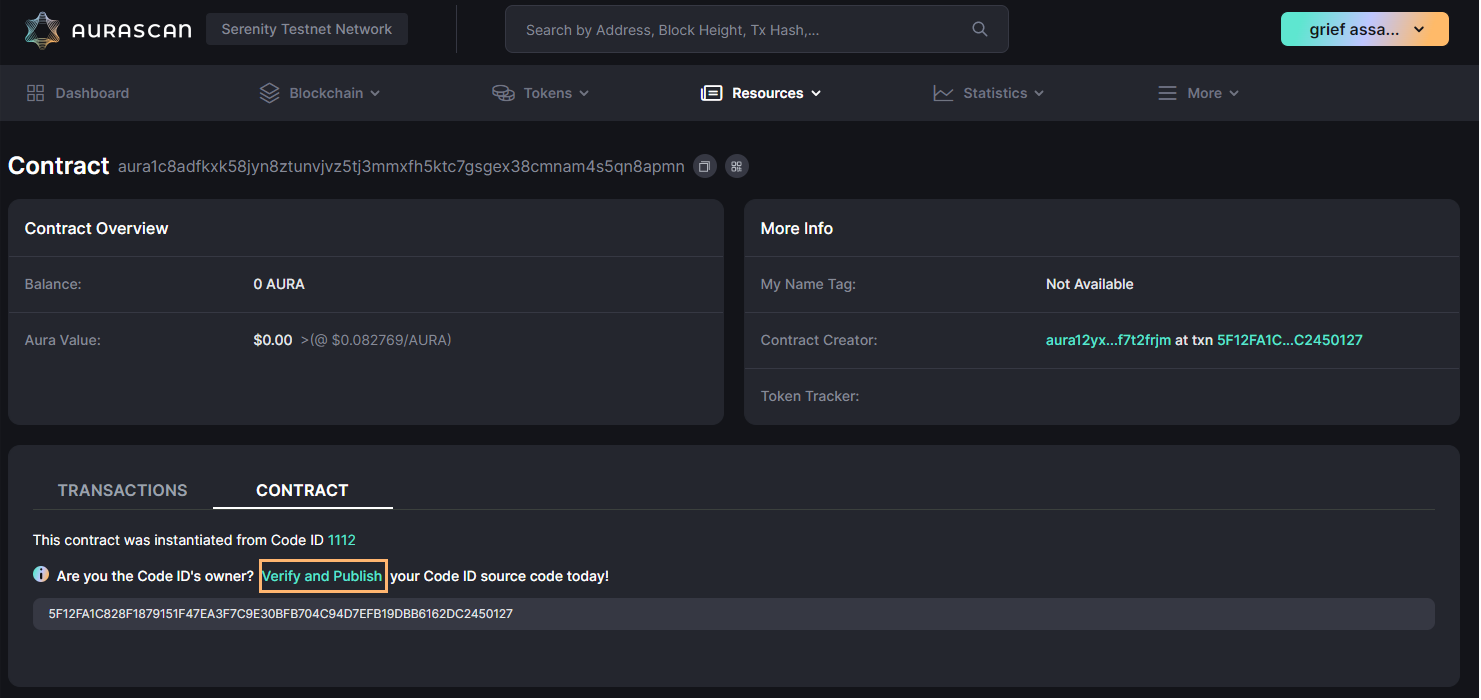 AURASCAN
Serenity Testnet Network
Search by Address, Block Height, Tx Hash,...
grief assa...
Dashboard
Blockchain
Tokens
Resources
Statistics
More
Contract aura1c8adfkxk58jyn8ztunvjvz5tj3mmxfh5ktc7gsgex38cmnam4s5qn8apmn
Contract Overview
Balance: 0 AURA
Aura Value: $0.00 >(@ $0.082769/AURA)
More Info
My Name Tag: Not Available
Contract Creator: aura12yx...f7t2frjm at txn 5F12FA1C...C2450127
Token Tracker:
TRANSACTIONS
CONTRACT
This contract was instantiated from Code ID 1112
Are you the Code ID's owner? Verify and Publish your Code ID source code today!
5F12FA1C828F1879151F47EA3F7C9E30BFB704C94D7EFB19DBB6162DC2450127